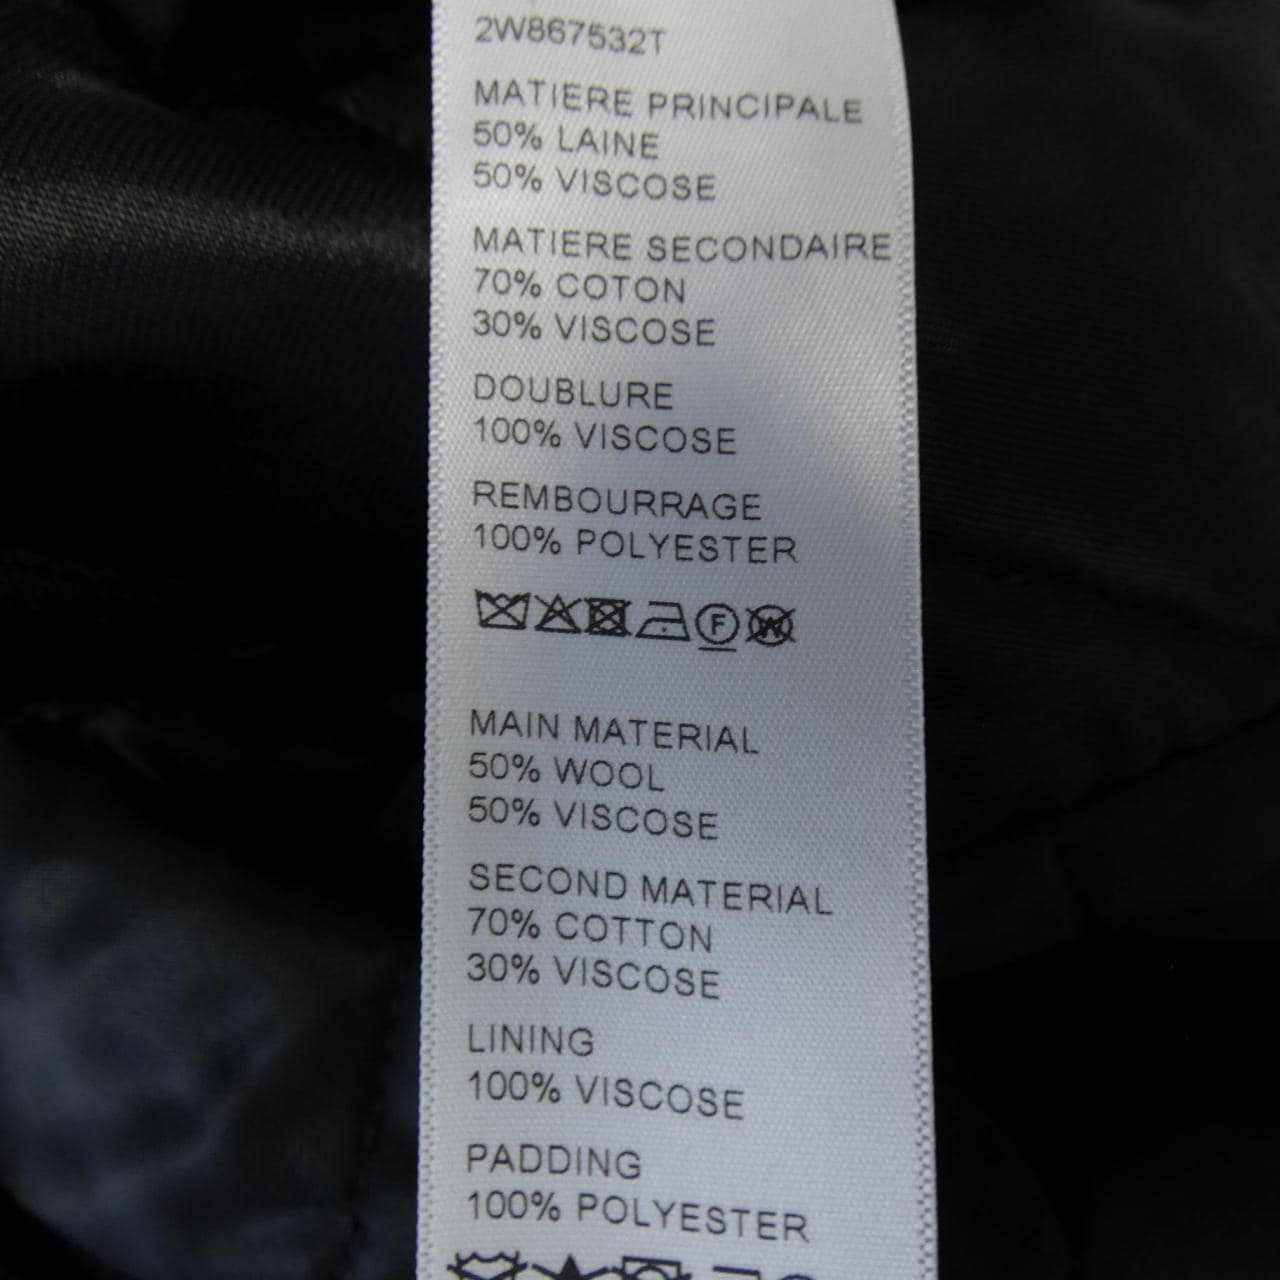 2W867532T
MATIERE PRINCIPALE
50% LAINE
50% VISCOSE
MATIERE SECONDAIRE
70% COTON
30% VISCOSE
DOUBLURE
100% VISCOSE
REMBOURRAGE
100% POLYESTER
F W
MAIN MATERIAL
50% WOOL
50% VISCOSE
SECOND MATERIAL
70% COTTON
30% VISCOSE
LINING
100% VISCOSE
PADDING
100% POLYESTER